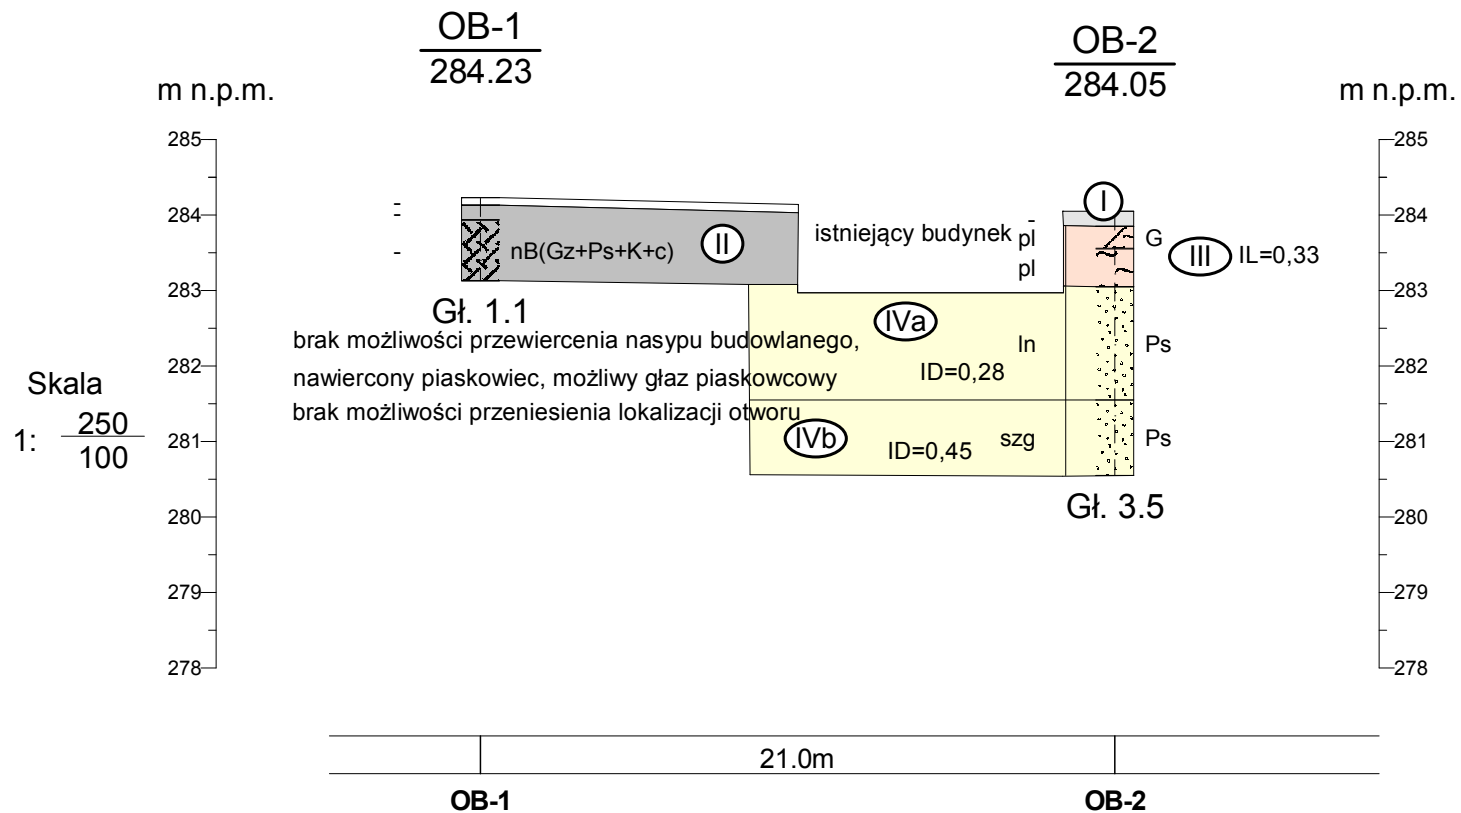 OB-1
284.23
OB-2
284.05
m n.p.m.
m n.p.m.
285
285
I
284
284
-
-
-
nB(Gz+Ps+K+c)
II
istniejący budynek
-
pl
pl
G
III
IL=0,33
283
283
Gł. 1.1
IVa
brak możliwości przewiercenia nasypu budowlanego,
ln
Ps
nawiercony piaskowiec, możliwy głaz piaskowcowy
ID=0,28
282
282
Skala
brak możliwości przeniesienia lokalizacji otworu
1: 250
100
281
281
IVb
ID=0,45
szg
Ps
Gł. 3.5
280
280
279
279
278
278
21.0m
OB-1
OB-2